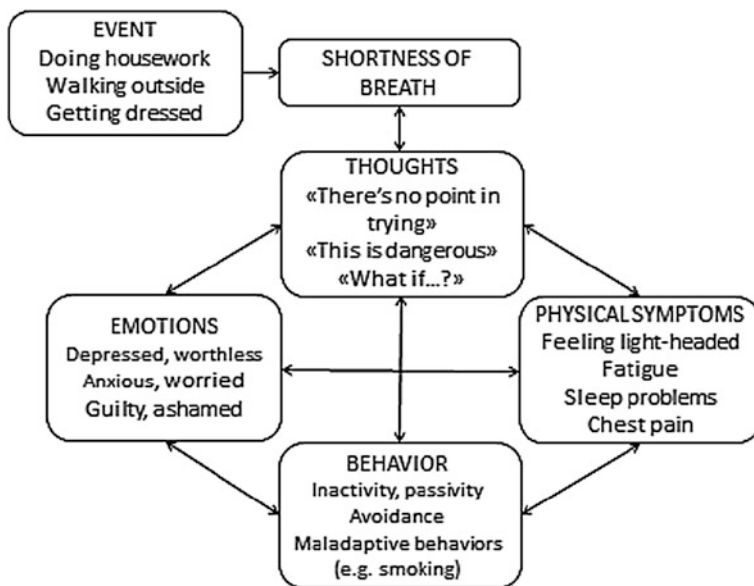 EVENT
Doing housework
Walking outside
Getting dressed
SHORTNESS OF
BREATH
THOUGHTS
«There’s no point in
trying»
«This is dangerous»
«What if...?»
EMOTIONS
Depressed, worthless
Anxious, worried
Guilty, ashamed
PHYSICAL SYMPTOMS
Feeling light-headed
Fatigue
Sleep problems
Chest pain
BEHAVIOR
Inactivity, passivity
Avoidance
Maladaptive behaviors
(e.g. smoking)